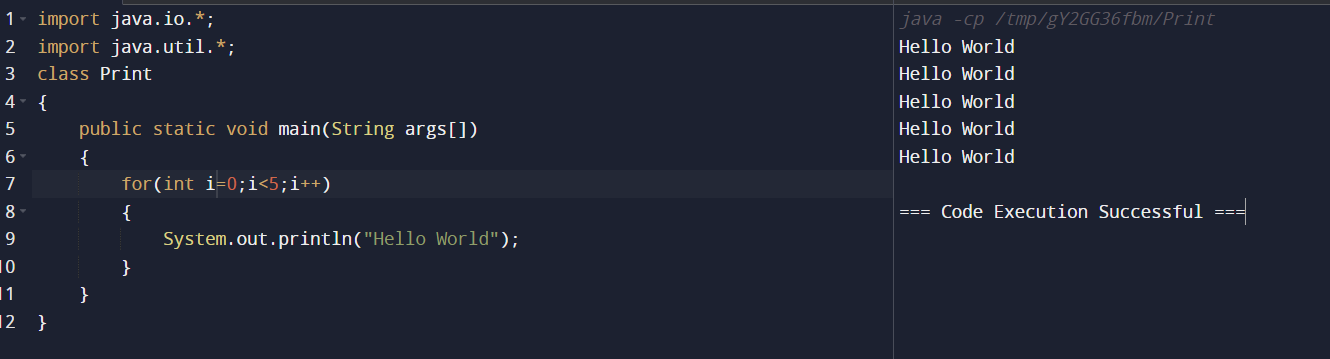 1 import java.io.*;
2 import java.util.*;
3 class Print
4 {
5 public static void main(String args[])
6 {
7 for(int i=0;i<5;i++)
8 {
9 System.out.println("Hello World");
10 }
11 }
12 }
java -cp /tmp/gY2GG36fbm/Print
Hello World
Hello World
Hello World
Hello World
Hello World
=== Code Execution Successful ===